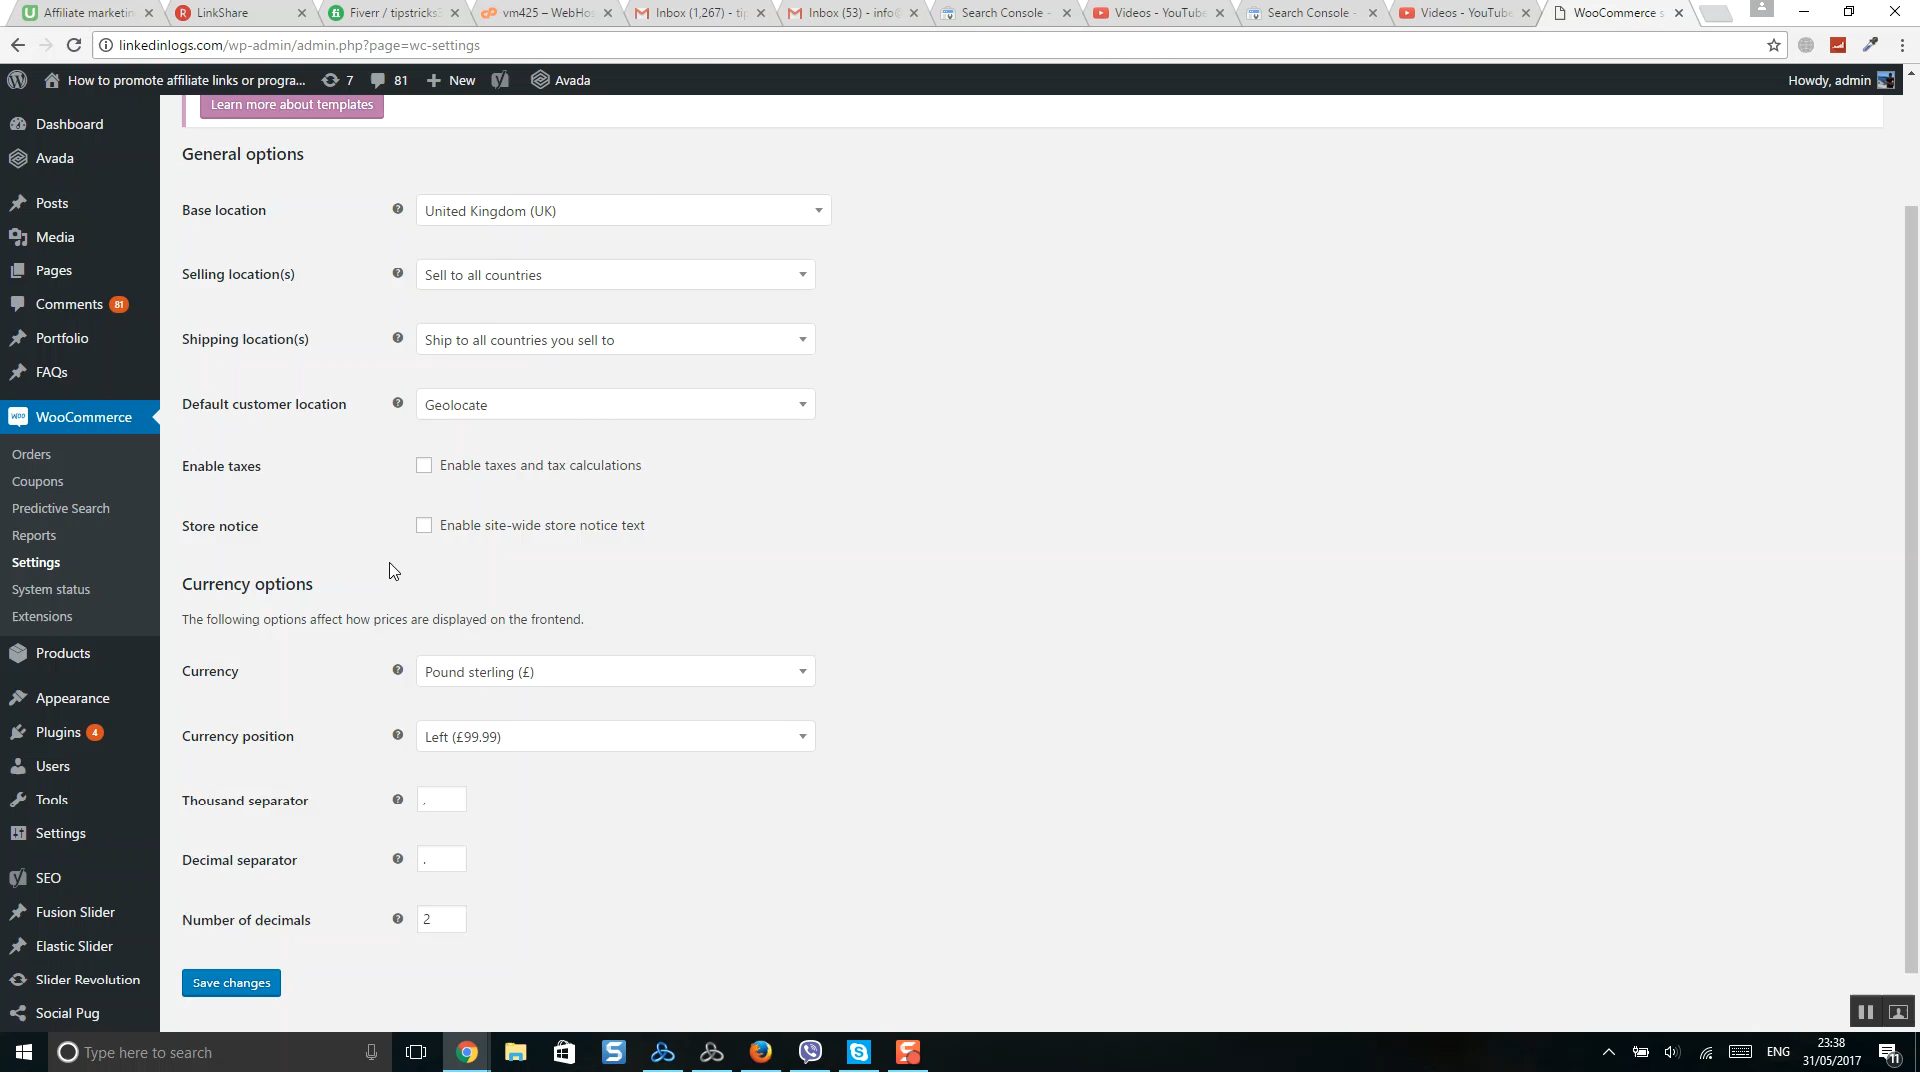 Affiliate marketin
LinkShare
Fiverr / tipstricks
vm425 – WebHos
Inbox (1,267) - tip
Inbox (53) - info
Search Console -
Videos - YouTube
Search Console -
Videos - YouTube
WooCommerce s
linkedinlogs.com/wp-admin/admin.php?page=wc-settings
How to promote affiliate links or progra...
7
81
New
Avada
Howdy, admin
Learn more about templates
Dashboard
Avada
Posts
Media
Pages
Comments 81
Portfolio
FAQs
WooCommerce
Orders
Coupons
Predictive Search
Reports
Settings
System status
Extensions
Products
Appearance
Plugins 4
Users
Tools
Settings
SEO
Fusion Slider
Elastic Slider
Slider Revolution
Social Pug
General options
Base location
United Kingdom (UK)
Selling location(s)
Sell to all countries
Shipping location(s)
Ship to all countries you sell to
Default customer location
Geolocate
Enable taxes
Enable taxes and tax calculations
Store notice
Enable site-wide store notice text
Currency options
The following options affect how prices are displayed on the frontend.
Currency
Pound sterling (£)
Currency position
Left (£99.99)
Thousand separator
,
Decimal separator
.
Number of decimals
2
Save changes
Type here to search
ENG
23:38
31/05/2017
11